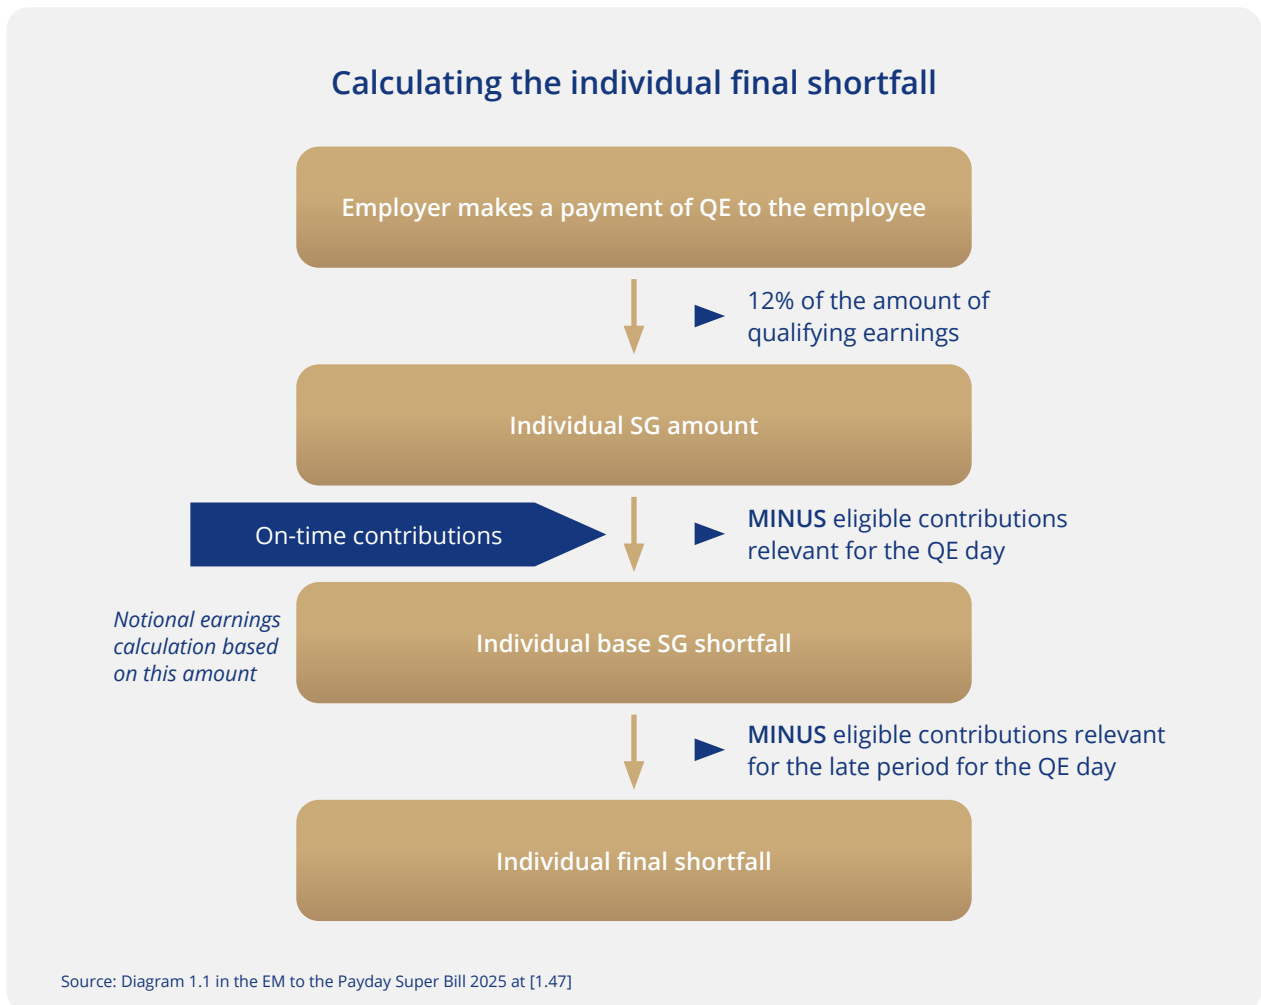 Calculating the individual final shortfall
Employer makes a payment of QE to the employee
12% of the amount of
qualifying earnings
Individual SG amount
On-time contributions
MINUS eligible contributions
relevant for the QE day
Notional earnings
calculation based
on this amount
Individual base SG shortfall
MINUS eligible contributions relevant
for the late period for the QE day
Individual final shortfall
Source: Diagram 1.1 in the EM to the Payday Super Bill 2025 at [1.47]